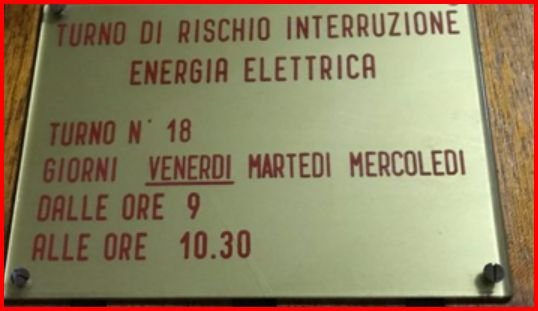 TURNO DI RISCHIO INTERRUZIONE
ENERGIA ELETTRICA
TURNO N° 18
GIORNI VENERDI MARTEDI MERCOLEDI
DALLE ORE 9
ALLE ORE 10.30